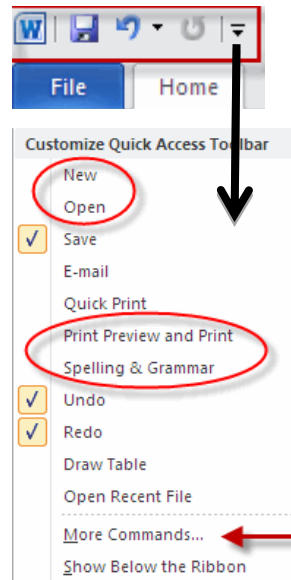 W
File Home
Customize Quick Access Toolbar
New
Open
Save
E-mail
Quick Print
Print Preview and Print
Spelling & Grammar
Undo
Redo
Draw Table
Open Recent File
More Commands...
Show Below the Ribbon